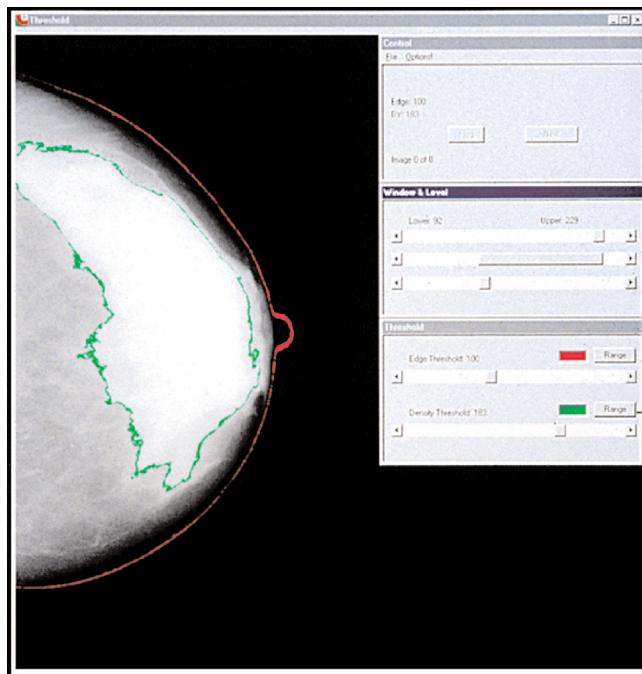 Threshold
Control
File Options!
Edge: 100
DY: 183
Image 0 of 0
Window & Level
Lower: 92 Upper: 229
Threshold
Edge Threshold: 100 Range
Density Threshold: 183 Range